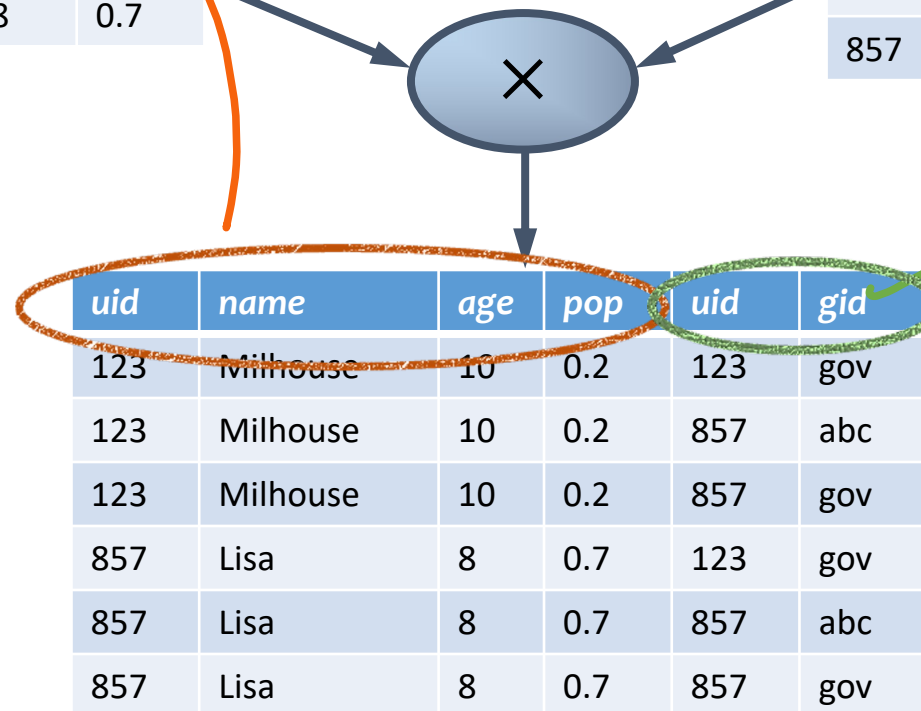 8 0.7
857
×
uid name age pop uid gid
123 Milhouse 10 0.2 123 gov
123 Milhouse 10 0.2 857 abc
123 Milhouse 10 0.2 857 gov
857 Lisa 8 0.7 123 gov
857 Lisa 8 0.7 857 abc
857 Lisa 8 0.7 857 gov